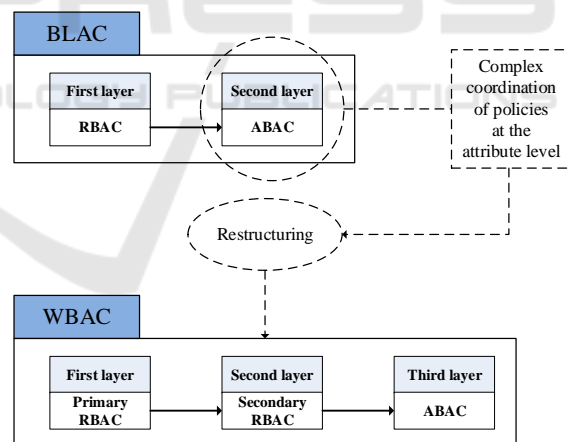 BLAC
First layer
RBAC
Second layer
ABAC
Complex
coordination
of policies
at the
attribute level
Restructuring
WBAC
First layer
Primary
RBAC
Second layer
Secondary
RBAC
Third layer
ABAC